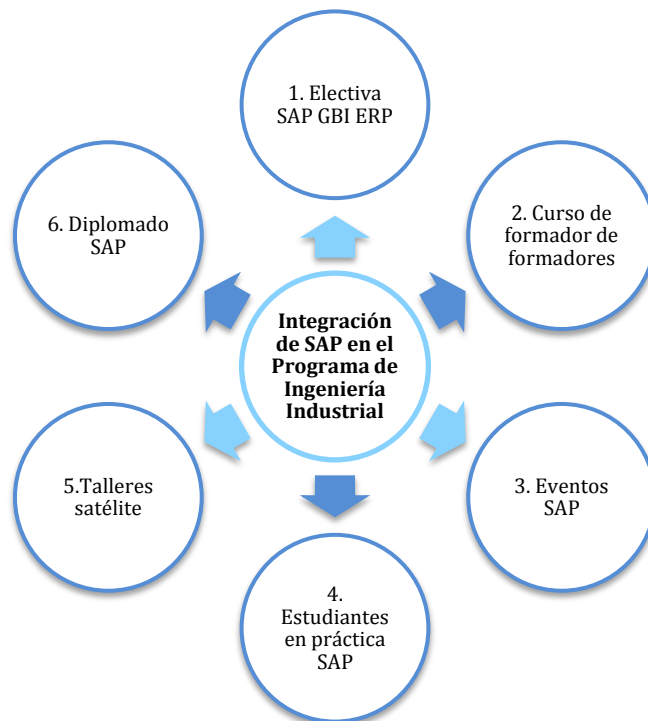 1. Electiva
SAP GBI ERP
2. Curso de
formador de
formadores
3. Eventos
SAP
4.
Estudiantes
en práctica
SAP
5.Talleres
satélite
6. Diplomado
SAP
Integración
de SAP en el
Programa de
Ingeniería
Industrial